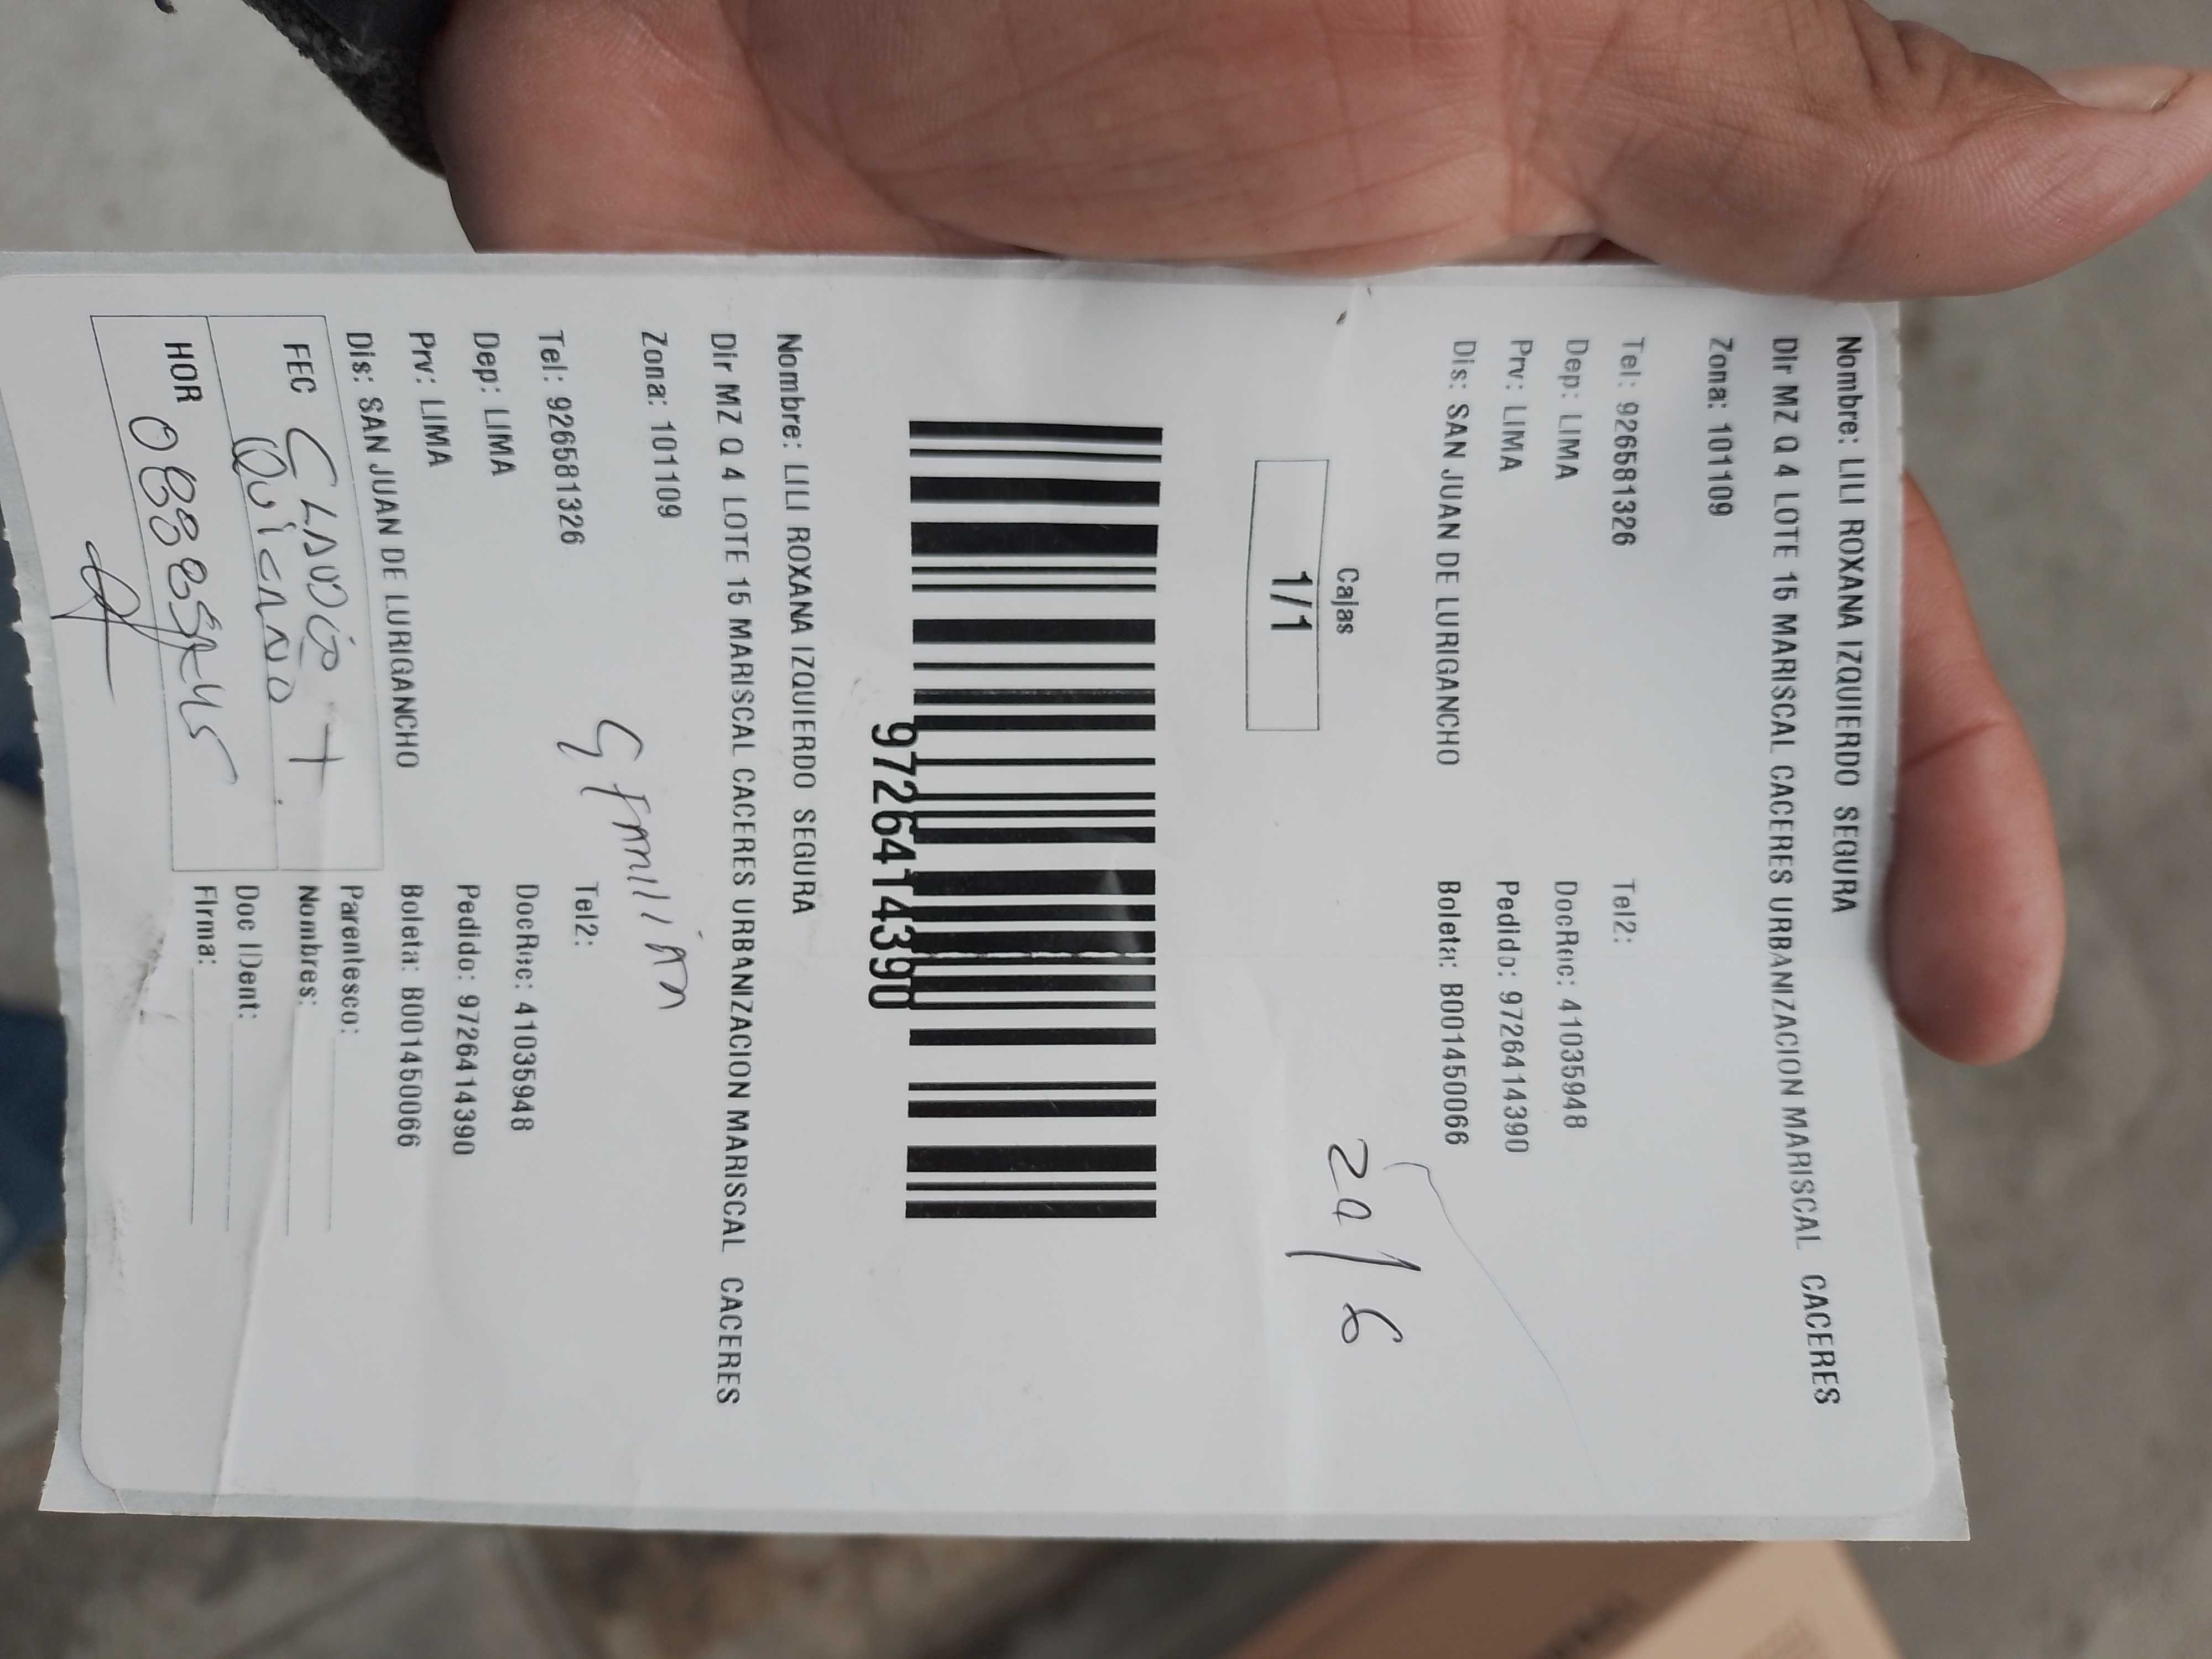 Nombre: LILI ROXANA IZQUIERDO SEGURA
Dir MZ Q 4 LOTE 15 MARISCAL CACERES URBANIZACION MARISCAL CACERES
Zona: 101109
Tel: 926581326 Tel2:
Dep: LIMA DocRec: 41035948
Prv: LIMA Pedido: 9726414390
Dis: SAN JUAN DE LURIGANCHO Boleta: B001450066
Cajas
1/1
20/6
9726414390
Nombre: LILI ROXANA IZQUIERDO SEGURA
Dir MZ Q 4 LOTE 15 MARISCAL CACERES URBANIZACION MARISCAL CACERES
Zona: 101109
Tel: 926581326 Tel2:
Dep: LIMA DocRec: 41035948
Prv: LIMA Pedido: 9726414390
Dis: SAN JUAN DE LURIGANCHO Boleta: B001450066
FEC CLAUDIO Parentesco:
QUICAÑO Nombres:
HOR Doc IDent:
Firma: